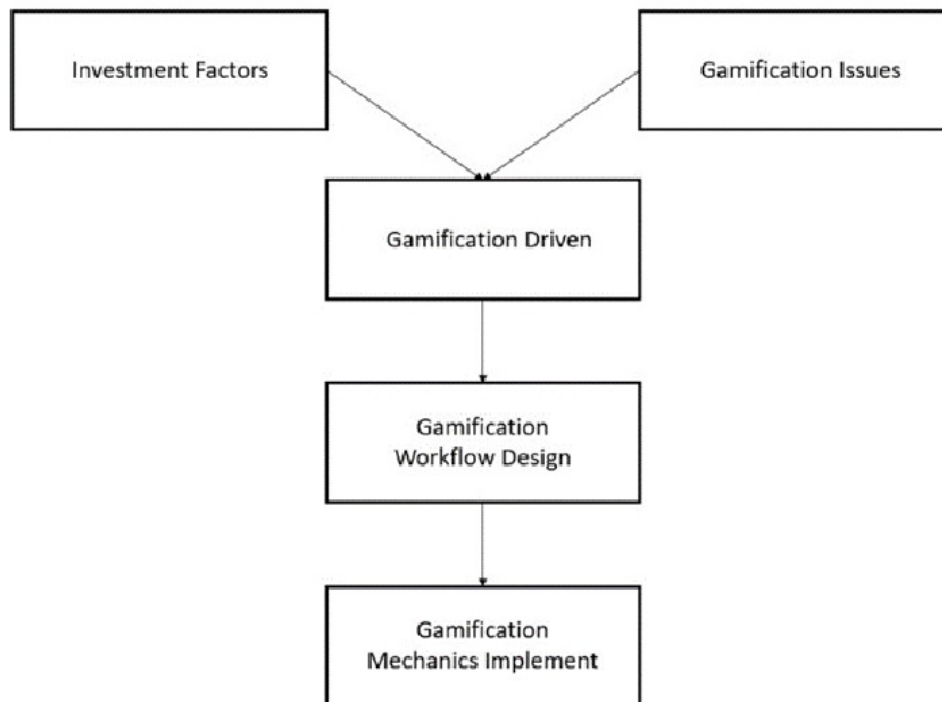 Investment Factors
Gamification Issues
Gamification Driven
Gamification
Workflow Design
Gamification
Mechanics Implement